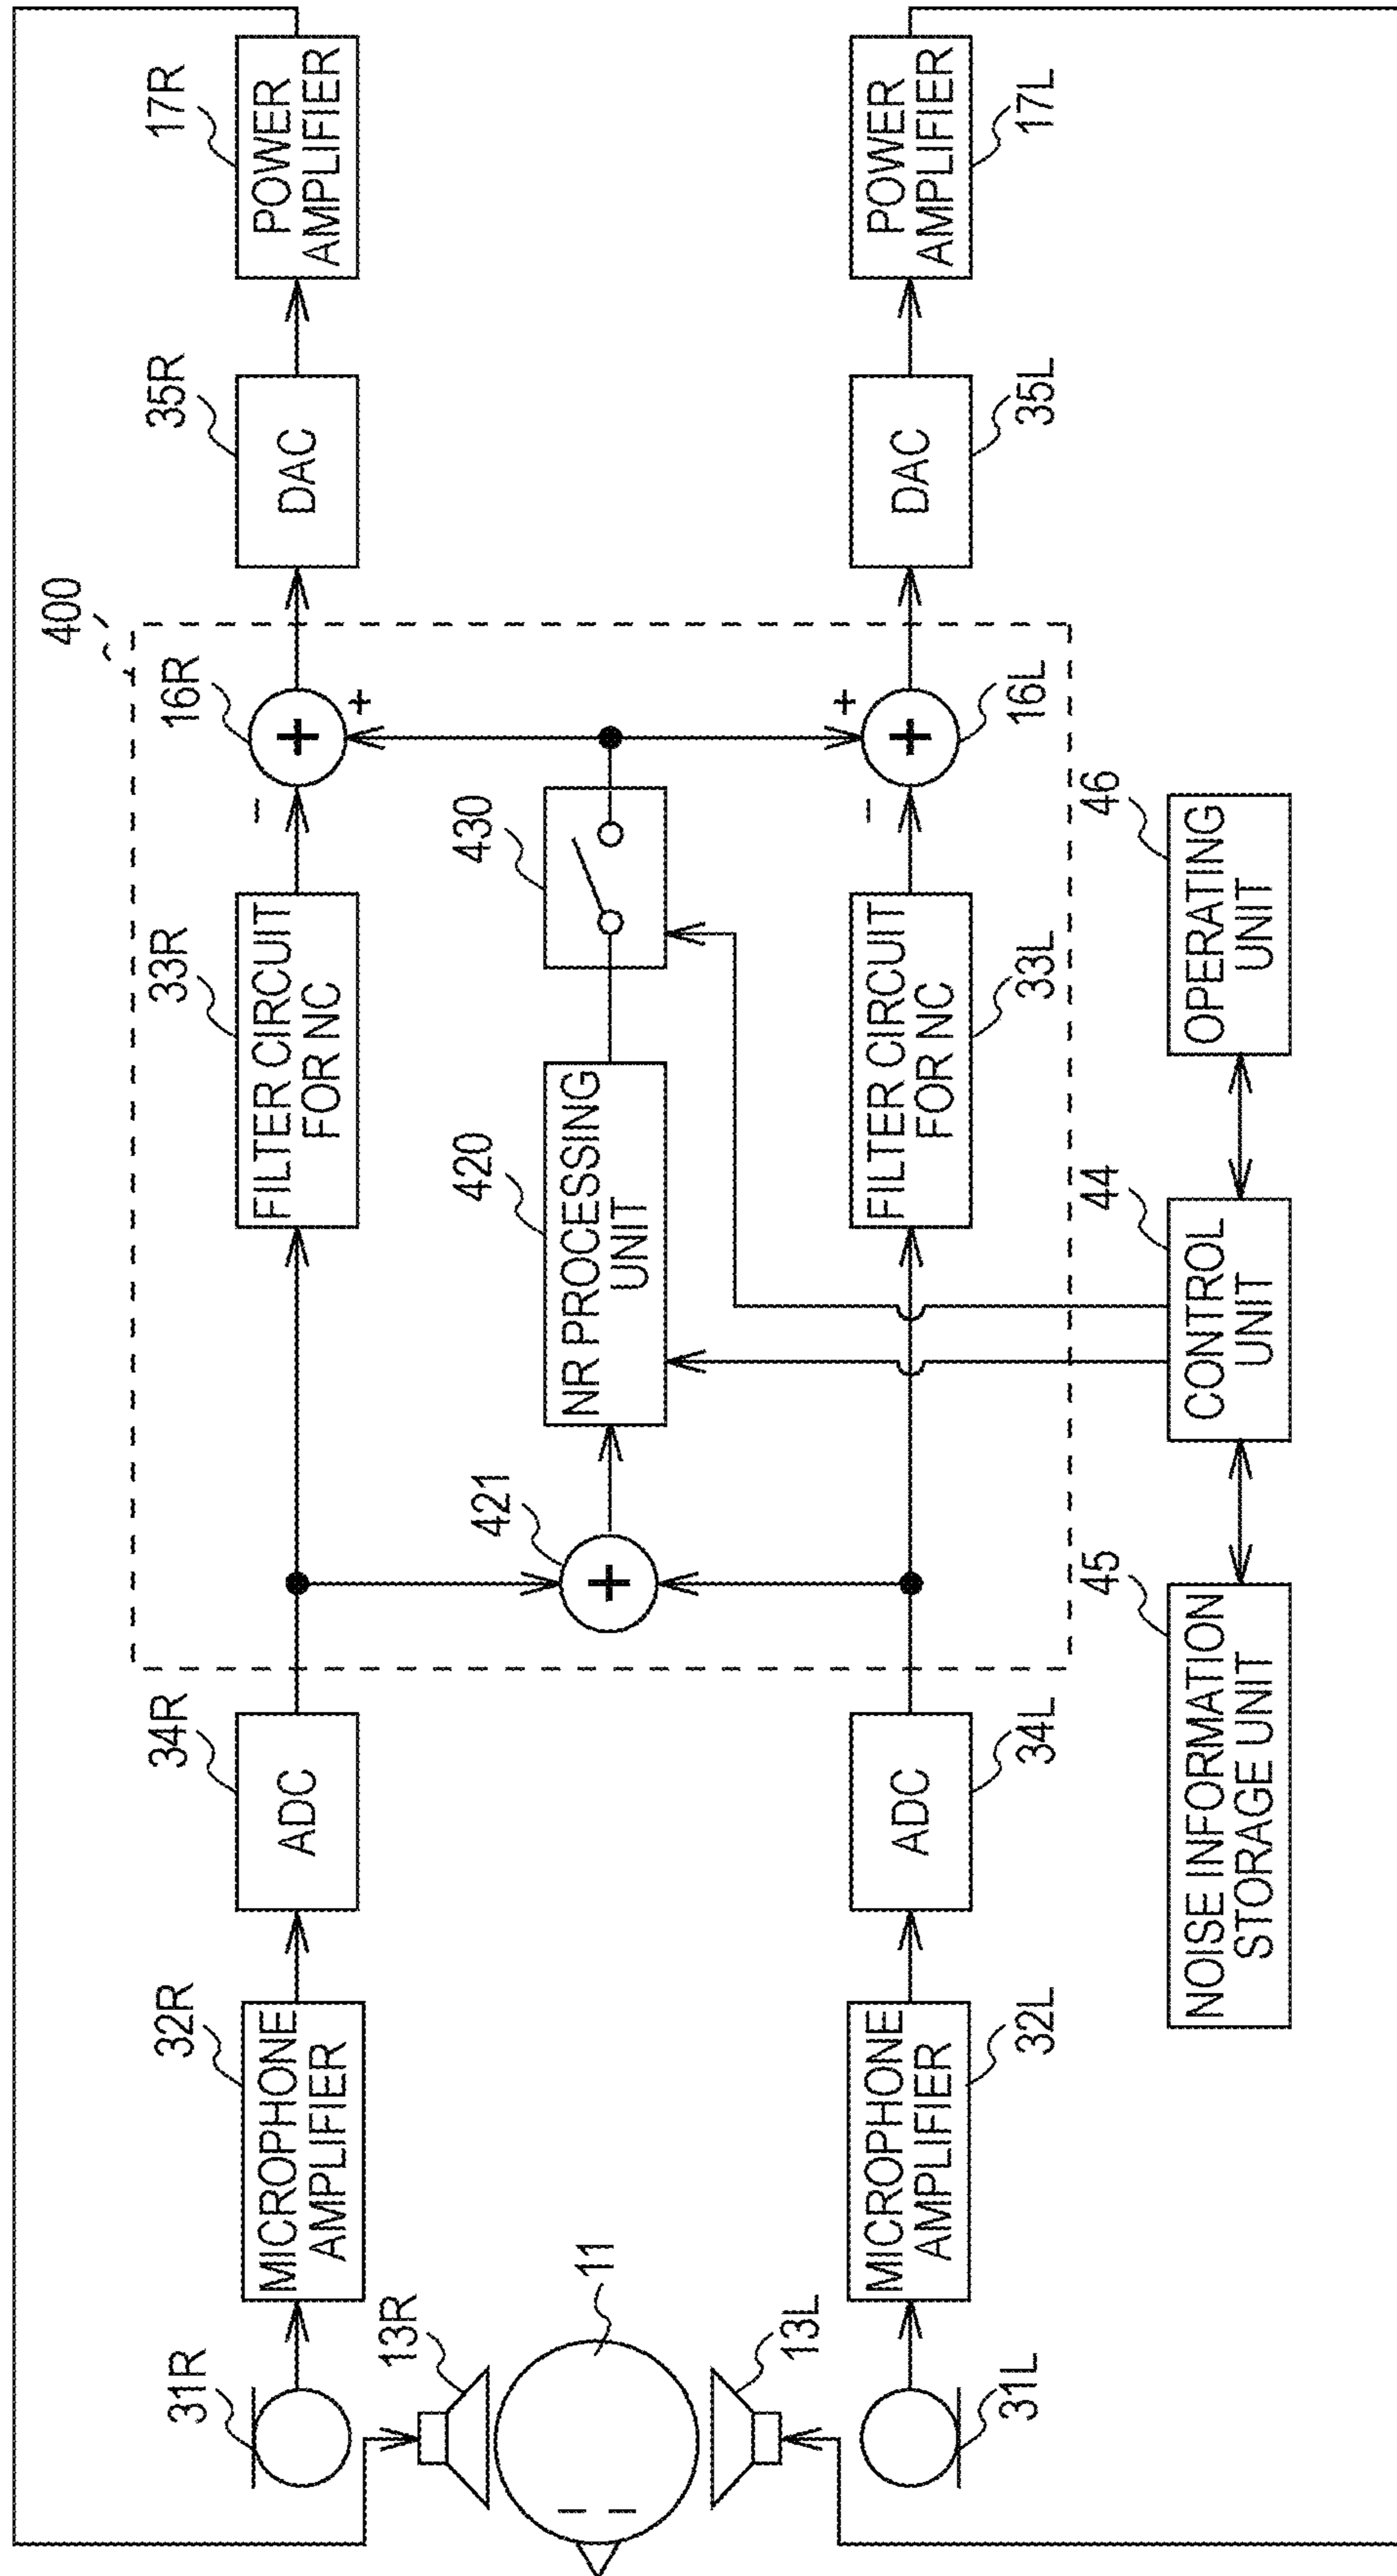 31R
MICROPHONE
AMPLIFIER
32R
ADC
34R
FILTER CIRCUIT
FOR NC
33R
−
16R
+
+
400
DAC
35R
POWER
AMPLIFIER
17R
13R
11
13L
+
421
NR PROCESSING
UNIT
420
430
31L
MICROPHONE
AMPLIFIER
32L
ADC
34L
FILTER CIRCUIT
FOR NC
33L
−
+
+
16L
DAC
35L
POWER
AMPLIFIER
17L
NOISE INFORMATION
STORAGE UNIT
45
CONTROL
UNIT
44
OPERATING
UNIT
46